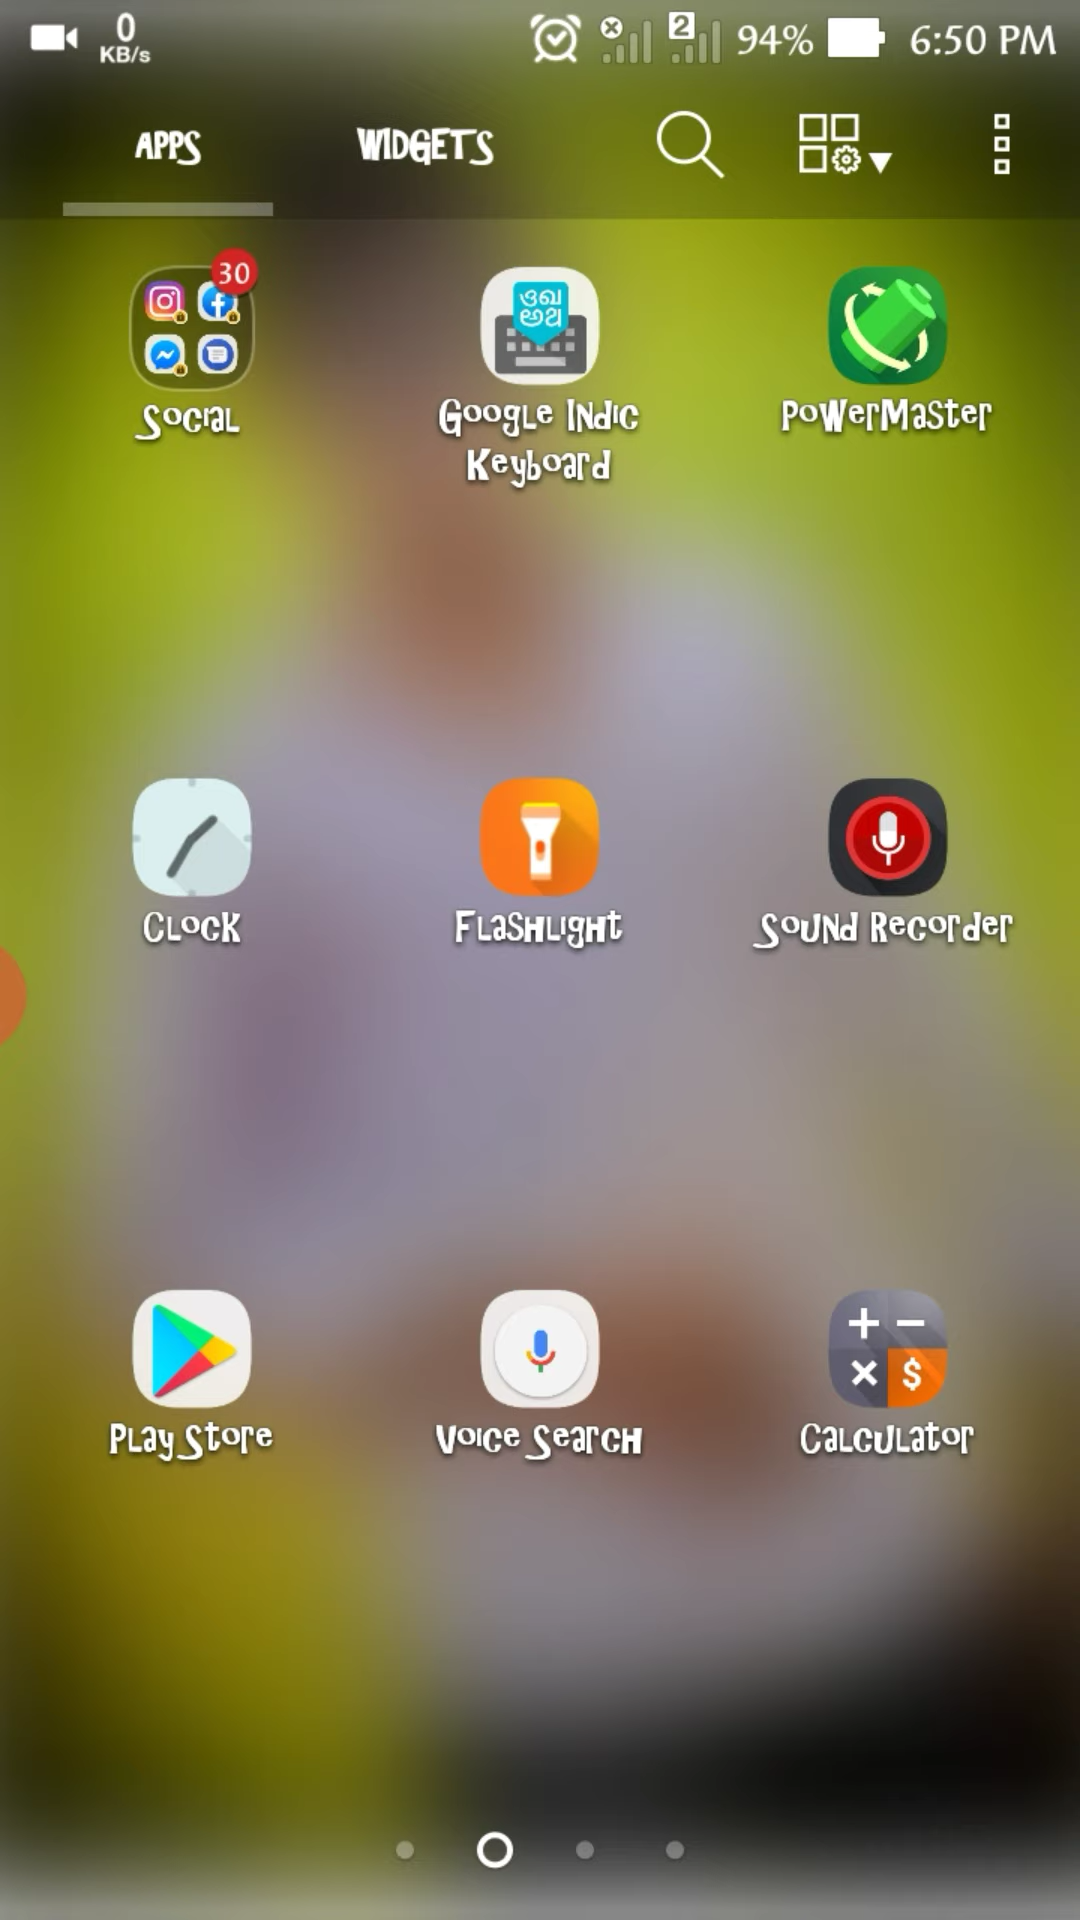 0
KB/s
2
94%
6:50 PM
APPS
WIDGETS
30
Social
Google Indic
Keyboard
PowerMaster
Clock
Flashlight
Sound Recorder
Play Store
Voice Search
Calculator